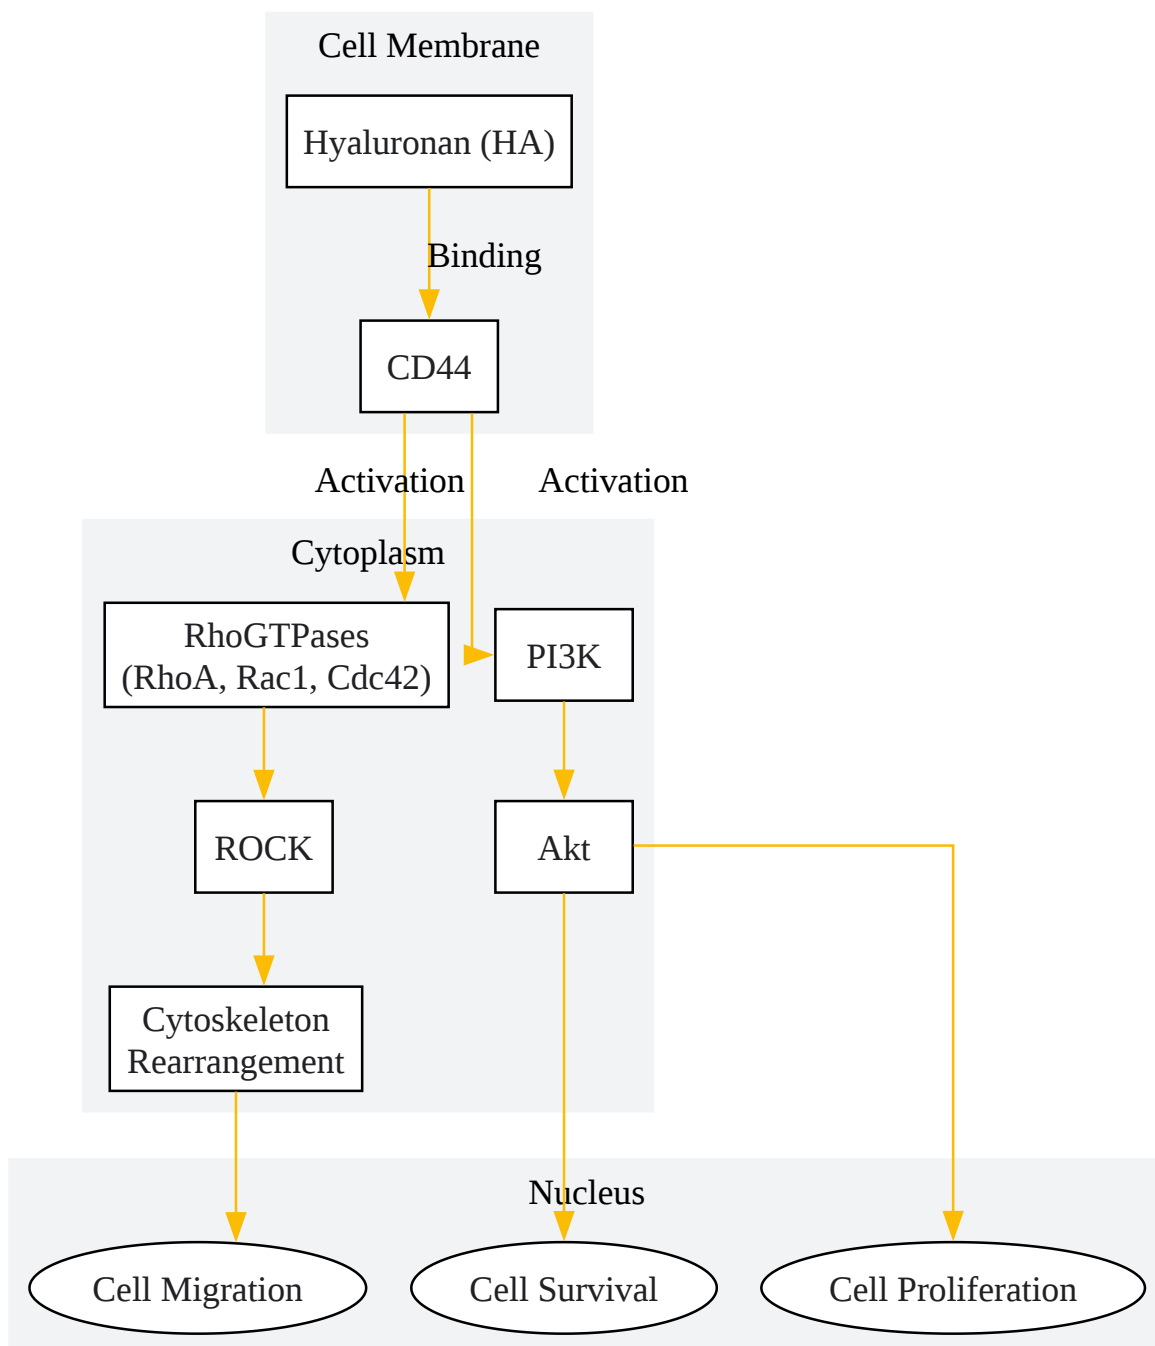 Cell Membrane
Hyaluronan (HA)
Binding
CD44
Activation
Activation
Cytoplasm
RhoGTPases
(RhoA, Rac1, Cdc42)
PI3K
ROCK
Akt
Cytoskeleton
Rearrangement
Nucleus
Cell Migration
Cell Survival
Cell Proliferation